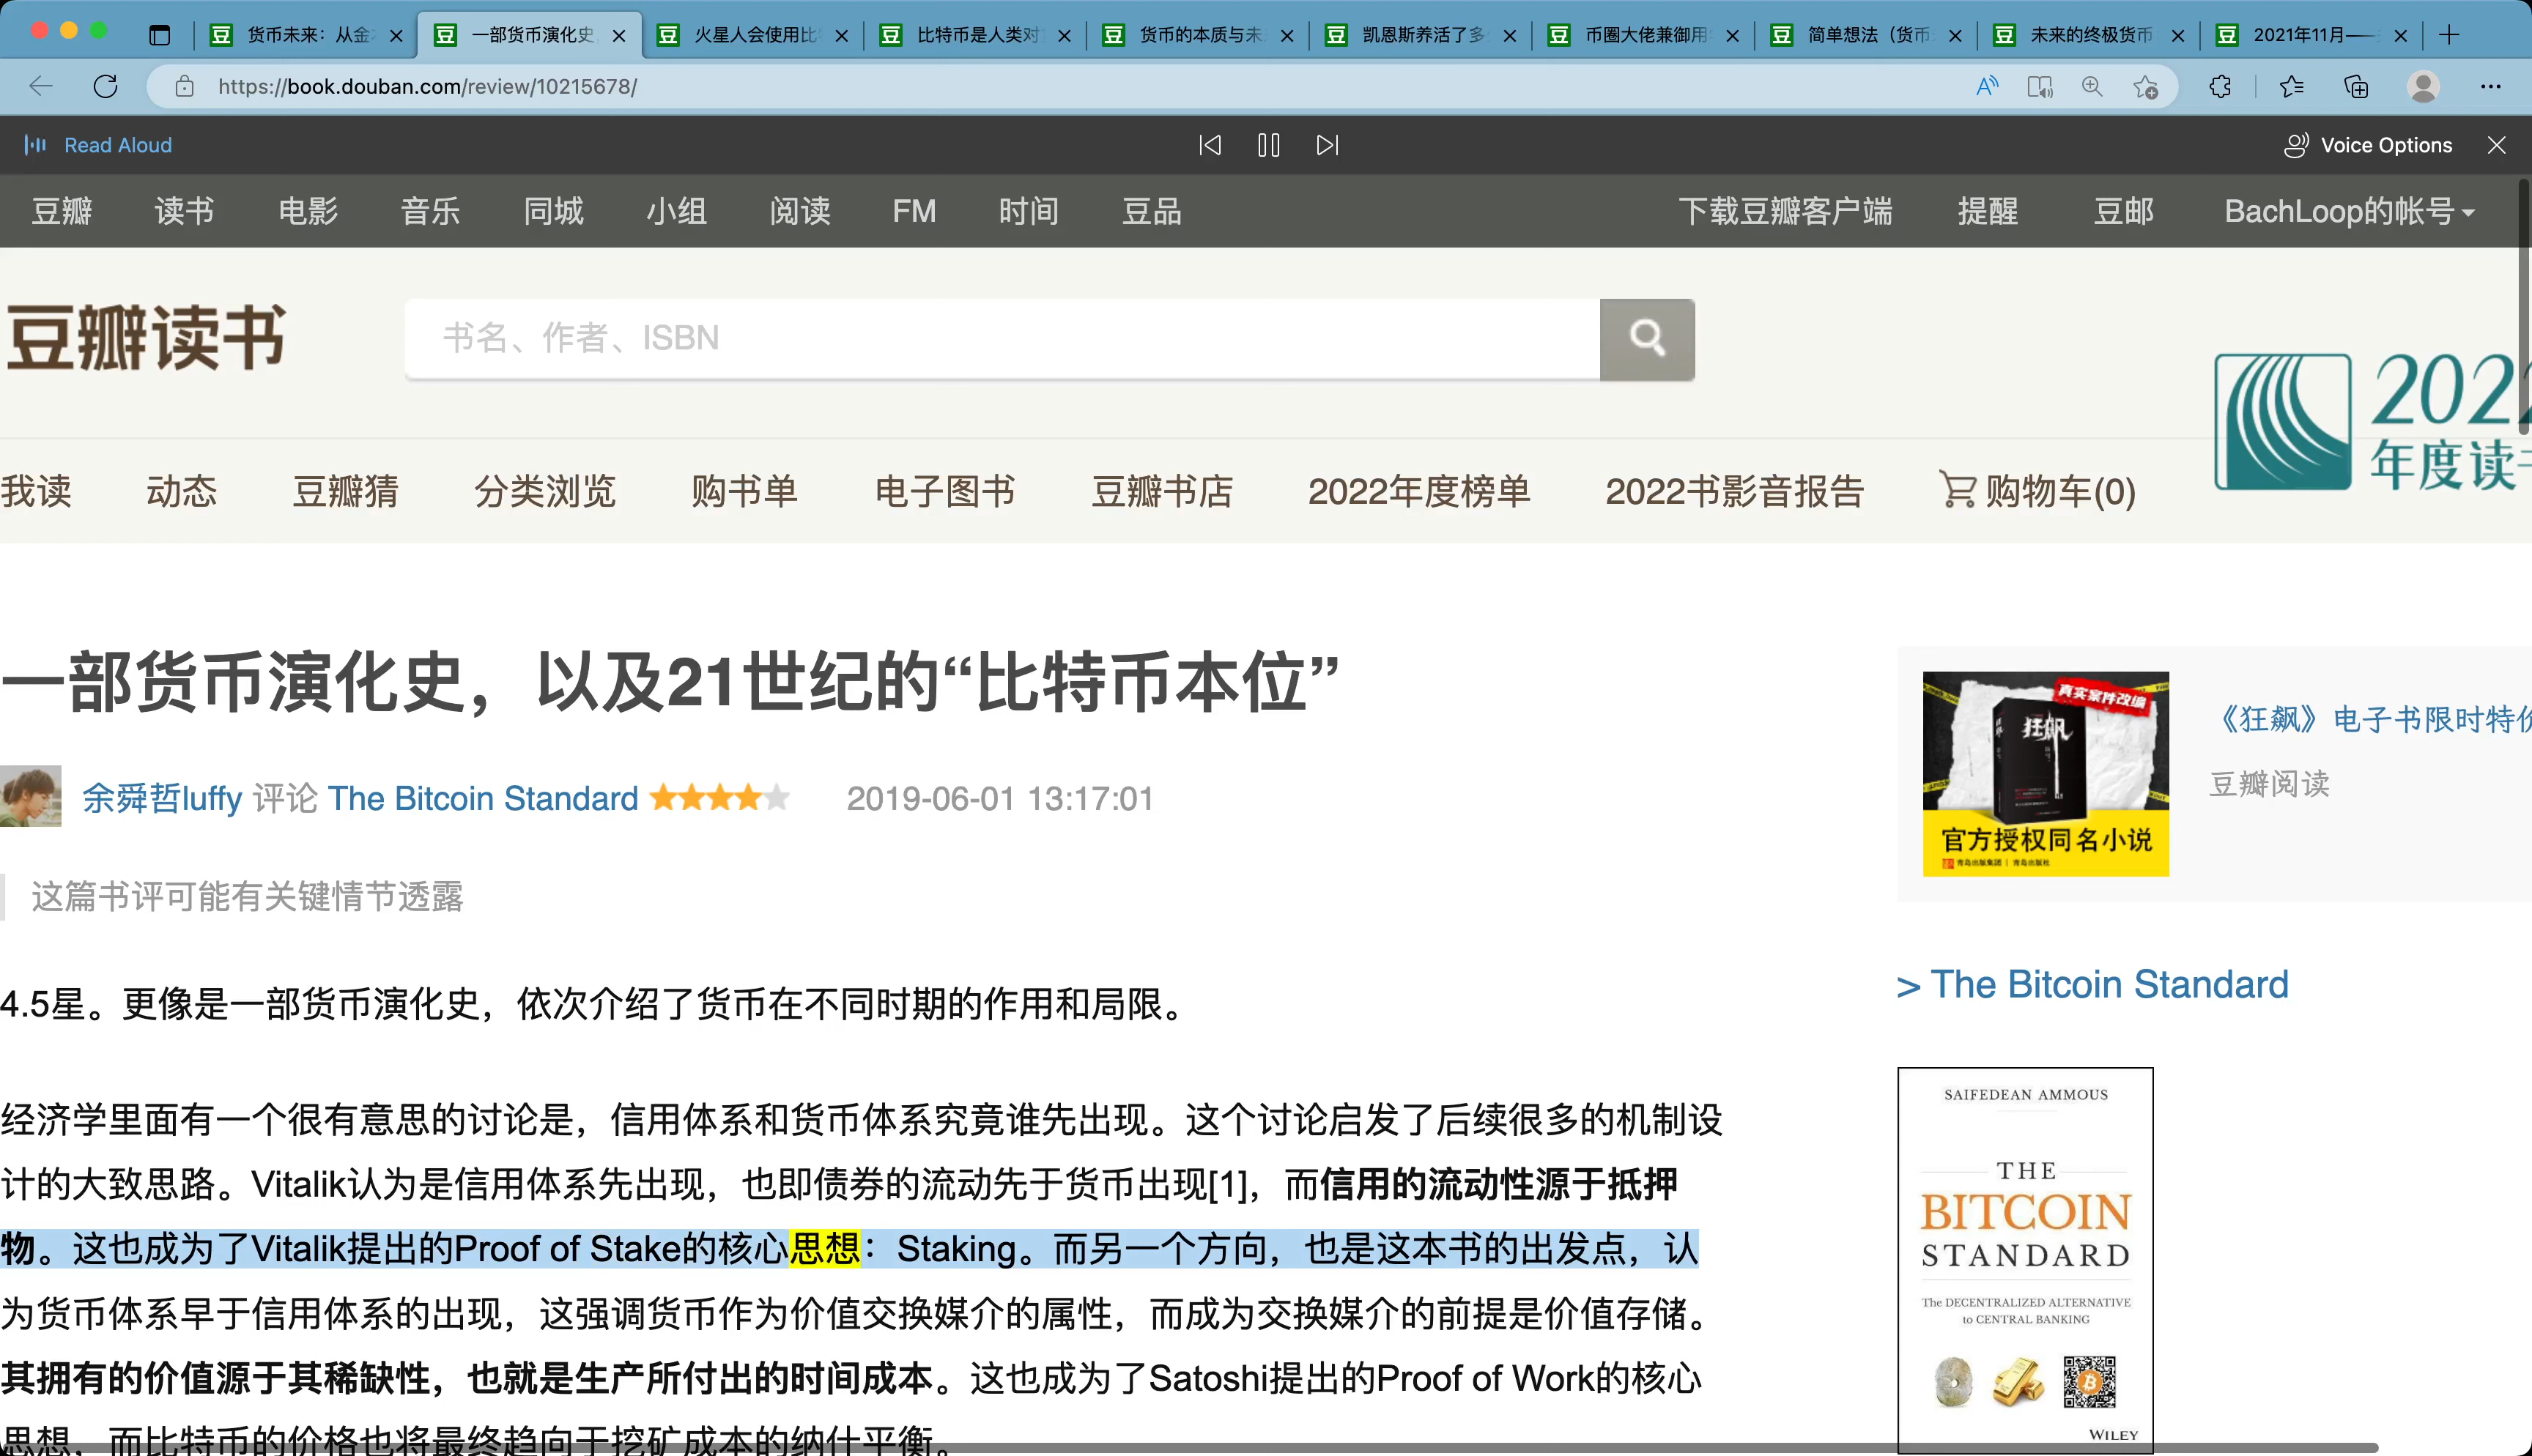 货币未来：从金
一部货币演化史
火星人会使用比
比特币是人类对
货币的本质与未
凯恩斯养活了多
币圈大佬兼御用
简单想法（货币
未来的终极货币
2021年11月——
https://book.douban.com/review/10215678/
Read Aloud
Voice Options
豆瓣 读书 电影 音乐 同城 小组 阅读 FM 时间 豆品 下载豆瓣客户端 提醒 豆邮 BachLoop的帐号
豆瓣读书
书名、作者、ISBN
2022
年度读书
我读 动态 豆瓣猜 分类浏览 购书单 电子图书 豆瓣书店 2022年度榜单 2022书影音报告 购物车(0)
一部货币演化史，以及21世纪的“比特币本位”
余舜哲luffy 评论 The Bitcoin Standard 2019-06-01 13:17:01
这篇书评可能有关键情节透露
4.5星。更像是一部货币演化史，依次介绍了货币在不同时期的作用和局限。
经济学里面有一个很有意思的讨论是，信用体系和货币体系究竟谁先出现。这个讨论启发了后续很多的机制设
计的大致思路。Vitalik认为是信用体系先出现，也即债券的流动先于货币出现[1]，而信用的流动性源于抵押
物。这也成为了Vitalik提出的Proof of Stake的核心思想：Staking。而另一个方向，也是这本书的出发点，认
为货币体系早于信用体系的出现，这强调货币作为价值交换媒介的属性，而成为交换媒介的前提是价值存储。
其拥有的价值源于其稀缺性，也就是生产所付出的时间成本。这也成为了Satoshi提出的Proof of Work的核心
思想，而比特币的价格也将最终趋向于挖矿成本的纳什平衡。
真实案件改编
狂飙
官方授权同名小说
青岛出版集团 | 青岛出版社
《狂飙》电子书限时特价
豆瓣阅读
> The Bitcoin Standard
SAIFEDEAN AMMOUS
THE
BITCOIN
STANDARD
The DECENTRALIZED ALTERNATIVE
to CENTRAL BANKING
WILEY